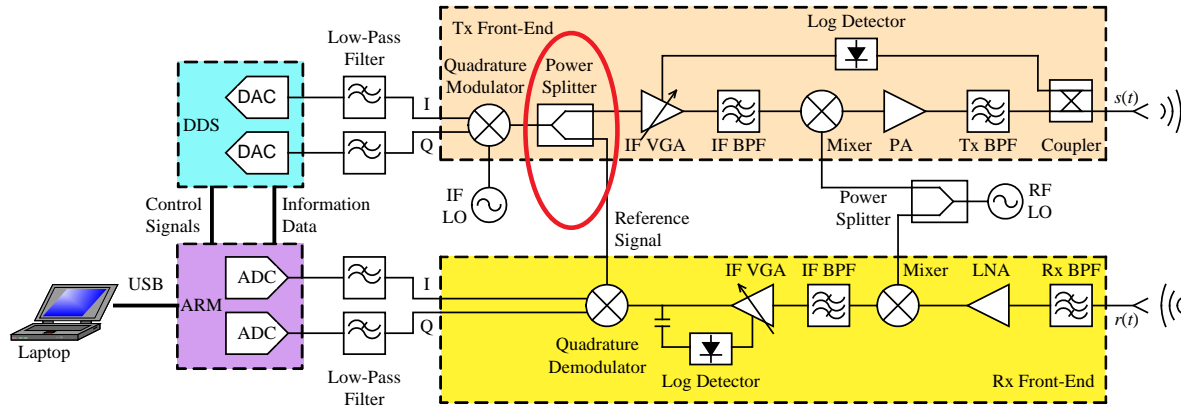 Tx Front-End
Log Detector
Low-Pass
Filter
Quadrature
Modulator
Power
Splitter
DAC
I
s(t)
DDS
DAC
Q
IF VGA
IF BPF
Mixer
PA
Tx BPF
Coupler
IF
LO
Power
Splitter
RF
LO
Control
Signals
Information
Data
Reference
Signal
IF VGA
IF BPF
Mixer
LNA
Rx BPF
ADC
I
USB
ARM
ADC
Q
r(t)
Laptop
Quadrature
Demodulator
Log Detector
Low-Pass
Filter
Rx Front-End